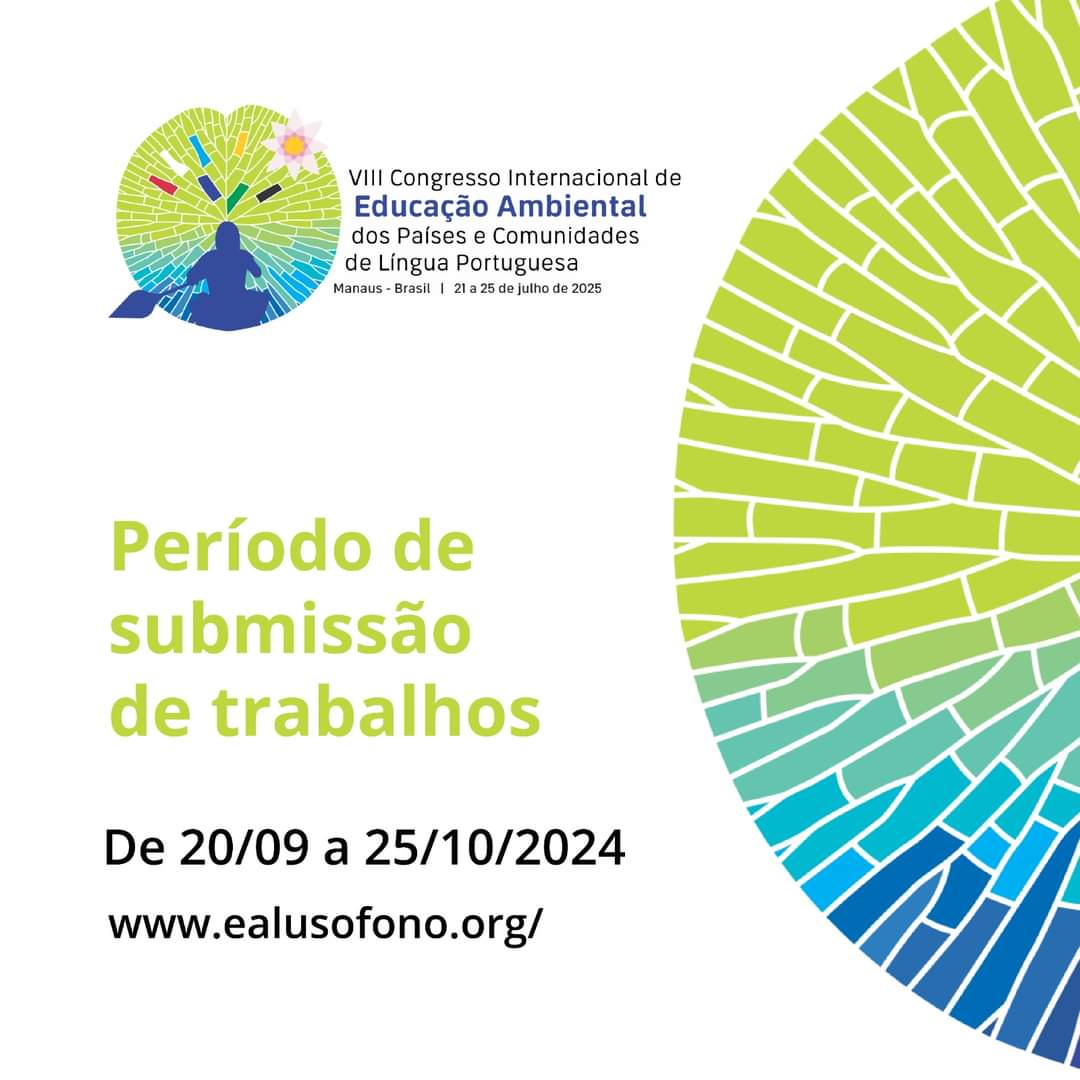 VIII Congresso Internacional de
Educação Ambiental
dos Países e Comunidades
de Língua Portuguesa
Manaus - Brasil | 21 a 25 de julho de 2025
Período de
submissão
de trabalhos
De 20/09 a 25/10/2024
www.ealusofono.org/